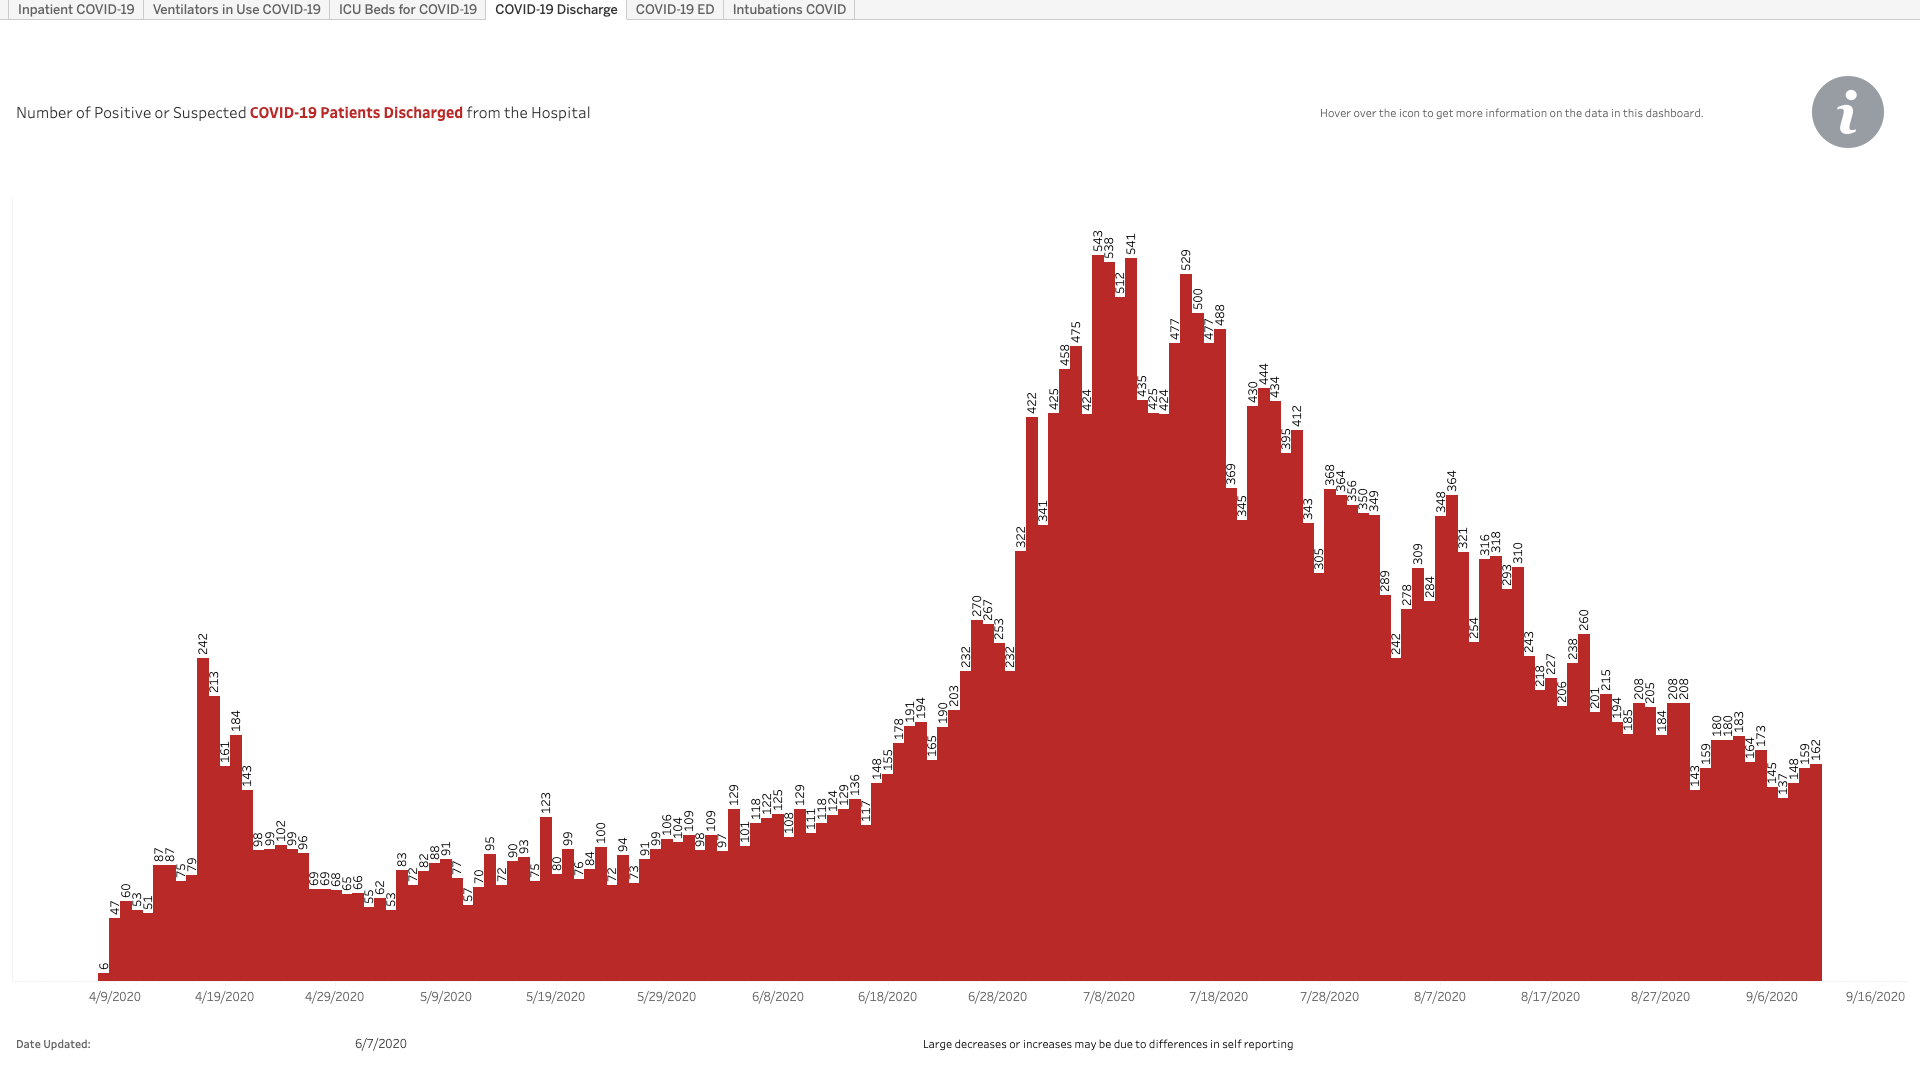 Inpatient COVID-19 Ventilators in Use COVID-19 ICU Beds for COVID-19 COVID-19 Discharge COVID-19 ED Intubations COVID
Number of Positive or Suspected COVID-19 Patients Discharged from the Hospital
Hover over the icon to get more information on the data in this dashboard.
i
6 47 60 53 51 87 87 75 79 242 213 161 184 143 98 99 102 99 96 69 69 68 65 66 55 62 53 83 72 82 88 91 77 57 70 95 72 90 93 75 123 80 99 76 84 100 72 94 73 91 99 106 104 109 98 109 97 129 101 118 122 125 108 129 111 118 124 129 136 117 148 155 178 191 194 165 190 203 232 270 267 253 232 322 422 341 425 458 475 424 543 538 512 541 435 425 424 477 529 500 477 488 369 345 430 444 434 395 412 343 305 368 364 356 350 349 289 242 278 309 284 348 364 321 254 316 318 293 310 243 218 227 206 238 260 201 215 194 185 208 205 184 208 208 143 159 180 180 183 164 173 145 137 148 159 162
4/9/2020 4/19/2020 4/29/2020 5/9/2020 5/19/2020 5/29/2020 6/8/2020 6/18/2020 6/28/2020 7/8/2020 7/18/2020 7/28/2020 8/7/2020 8/17/2020 8/27/2020 9/6/2020 9/16/2020
Date Updated: 6/7/2020
Large decreases or increases may be due to differences in self reporting